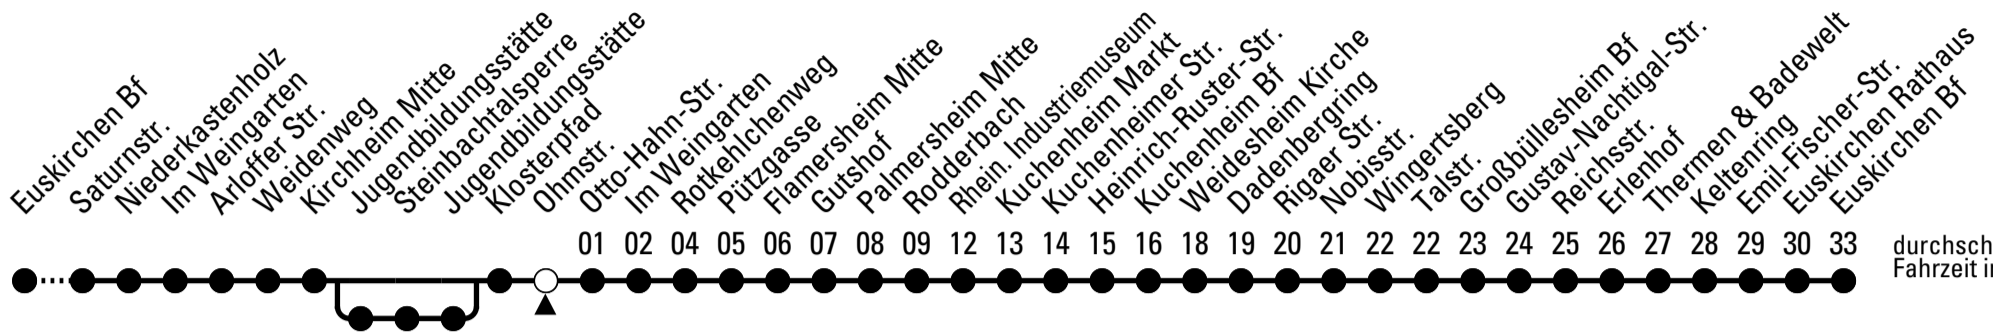 Euskirchen Bf
Saturnstr.
Niederkastenholz
Im Weingarten
Arloffer Str.
Weidenweg
Kirchheim Mitte
Jugendbildungsstätte
Steinbachtalsperre
Jugendbildungsstätte
Klosterpfad
Ohmstr.
Otto-Hahn-Str.
Im Weingarten
Rotkehlchenweg
Pützgasse
Flamersheim Mitte
Gutshof
Palmersheim Mitte
Rodderbach
Rhein. Industriemuseum
Kuchenheim Markt
Kuchenheimer Str.
Heinrich-Ruster-Str.
Kuchenheim Bf
Weidesheim Kirche
Dadenbergring
Rigaer Str.
Nobisstr.
Wingertsberg
Talstr.
Großbüllesheim Bf
Gustav-Nachtigal-Str.
Reichsstr.
Erlenhof
Thermen & Badewelt
Keltenring
Emil-Fischer-Str.
Euskirchen Rathaus
Euskirchen Bf
01 02 04 05 06 07 08 09 12 13 14 15 16 18 19 20 21 22 22 23 24 25 26 27 28 29 30 33
durchsch
Fahrzeit i